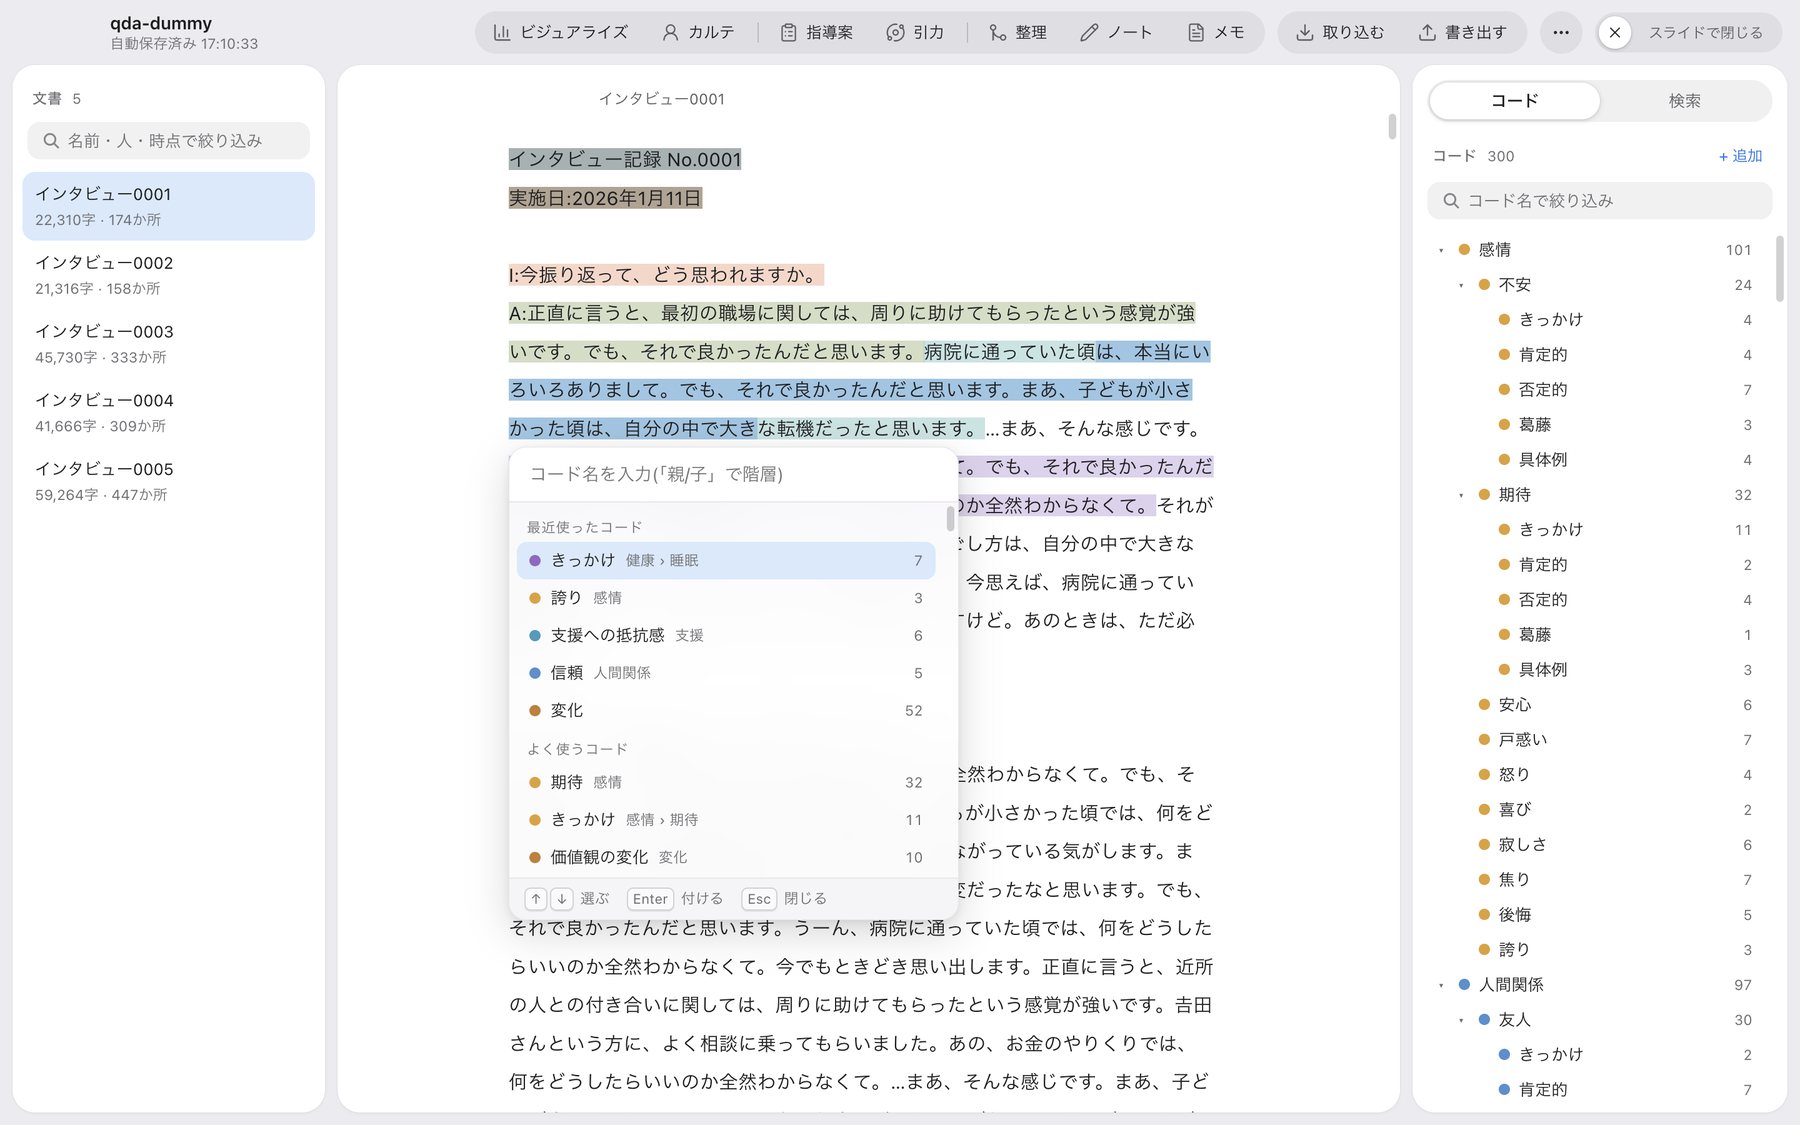 qda-dummy
自動保存済み 17:10:33
ビジュアライズ
カルテ
指導案
引力
整理
ノート
メモ
取り込む
書き出す
スライドで閉じる
文書 5
名前・人・時点で絞り込み
インタビュー0001
22,310字・174か所
インタビュー0002
21,316字・158か所
インタビュー0003
45,730字・333か所
インタビュー0004
41,666字・309か所
インタビュー0005
59,264字・447か所
インタビュー0001
インタビュー記録 No.0001
実施日:2026年1月11日
I:今振り返って、どう思われますか。
A:正直に言うと、最初の職場に関しては、周りに助けてもらったという感覚が強
いです。でも、それで良かったんだと思います。病院に通っていた頃は、本当にい
ろいろありまして。でも、それで良かったんだと思います。まあ、子どもが小さ
かった頃は、自分の中で大きな転機だったと思います。…まあ、そんな感じです。
て。でも、それで良かったんだ
のか全然わからなくて。それが
し方は、自分の中で大きな
今思えば、病院に通ってい
けど。あのときは、ただ必
全然わからなくて。でも、そ
が小さかった頃では、何をど
ながっている気がします。ま
変だったなと思います。でも、
それで良かったんだと思います。うーん、病院に通っていた頃では、何をどうした
らいいのか全然わからなくて。今でもときどき思い出します。正直に言うと、近所
の人との付き合いに関しては、周りに助けてもらったという感覚が強いです。𠮷田
さんという方に、よく相談に乗ってもらいました。あの、お金のやりくりでは、
何をどうしたらいいのか全然わからなくて。…まあ、そんな感じです。まあ、子ど
コード名を入力(「親/子」で階層)
最近使ったコード
きっかけ 健康 › 睡眠 7
誇り 感情 3
支援への抵抗感 支援 6
信頼 人間関係 5
変化 52
よく使うコード
期待 感情 32
きっかけ 感情 › 期待 11
価値観の変化 変化 10
↑ ↓ 選ぶ Enter 付ける Esc 閉じる
コード
検索
コード 300
+ 追加
コード名で絞り込み
感情 101
不安 24
きっかけ 4
肯定的 4
否定的 7
葛藤 3
具体例 4
期待 32
きっかけ 11
肯定的 2
否定的 4
葛藤 1
具体例 3
安心 6
戸惑い 7
怒り 4
喜び 2
寂しさ 6
焦り 7
後悔 5
誇り 3
人間関係 97
友人 30
きっかけ 2
肯定的 7